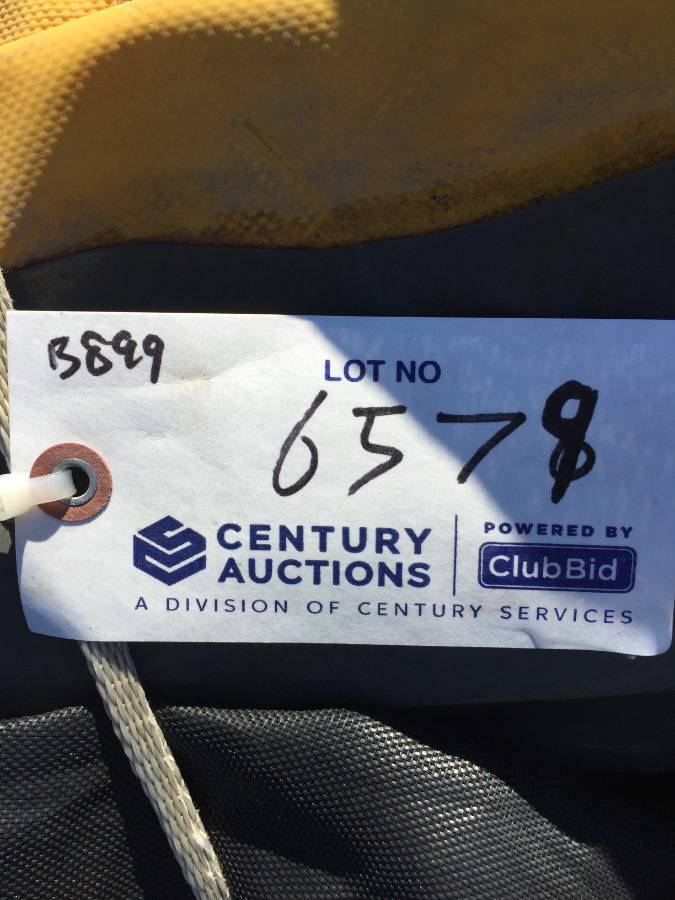 B899
LOT NO
6578
CENTURY AUCTIONS
POWERED BY
ClubBid
A DIVISION OF CENTURY SERVICES